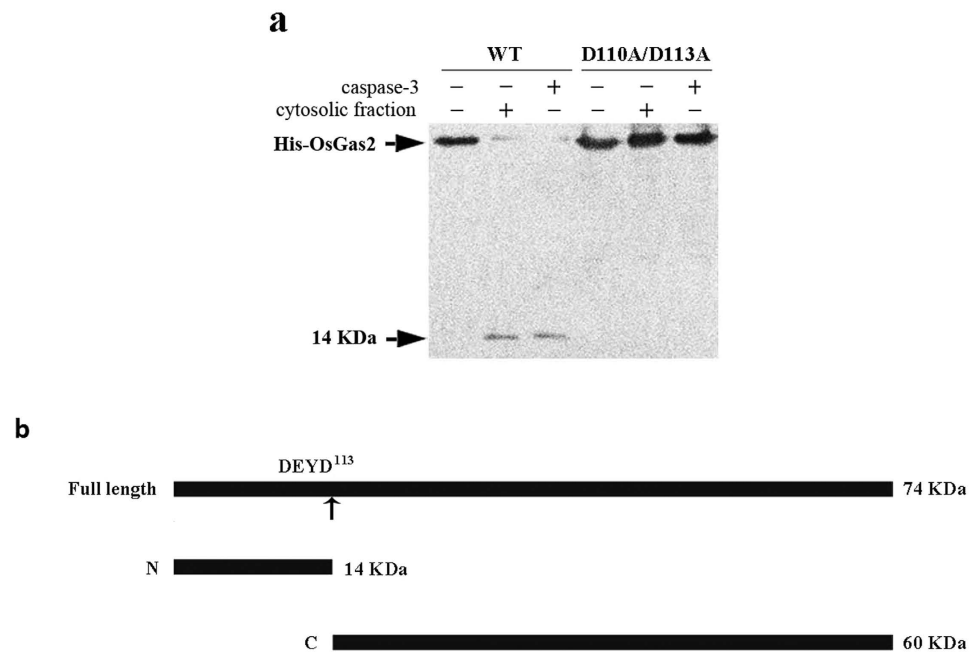 a
WT D110A/D113A
caspase-3 − − + − − +
cytosolic fraction − + − − +
His-OsGas2
14 KDa
b
DEYD¹¹³
Full length 74 KDa
N 14 KDa
C 60 KDa